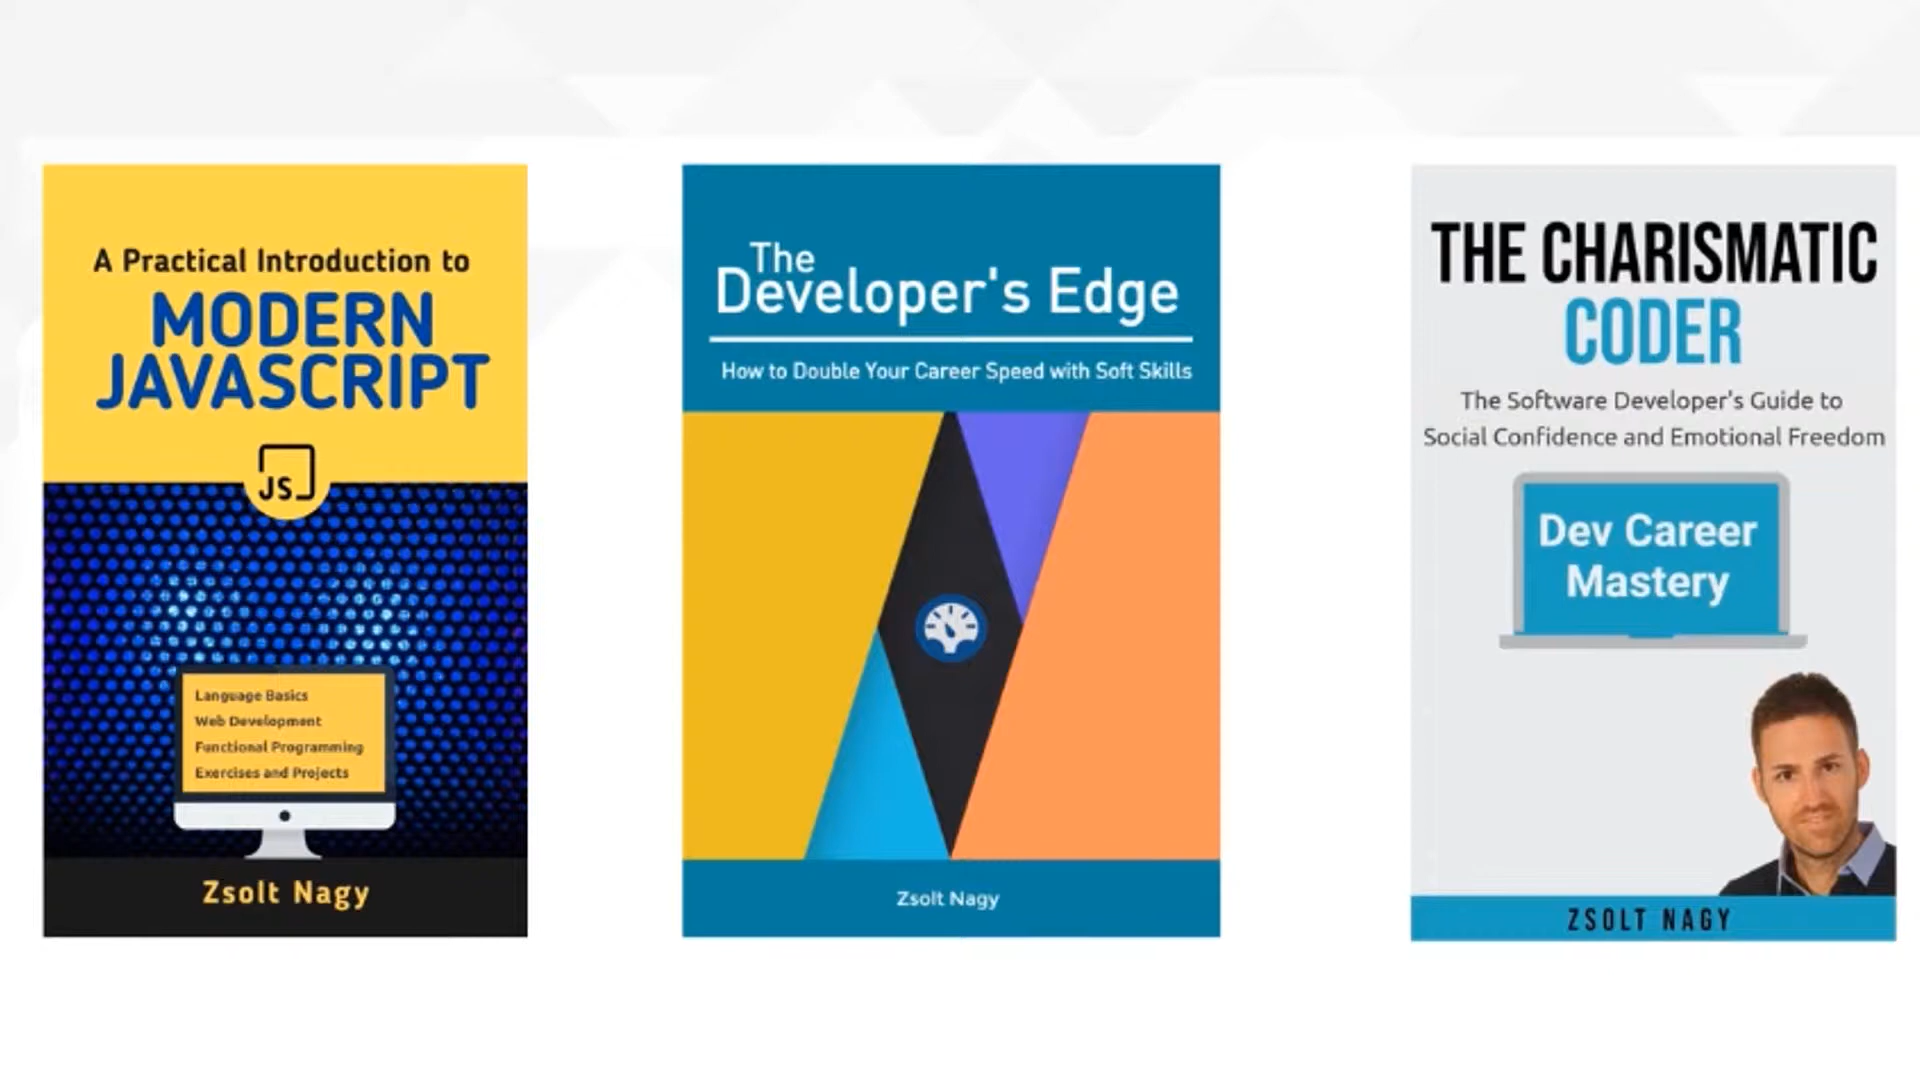 A Practical Introduction to
MODERN
JAVASCRIPT
JS
Language Basics
Web Development
Functional Programming
Exercises and Projects
Zsolt Nagy
The
Developer's Edge
How to Double Your Career Speed with Soft Skills
Zsolt Nagy
THE CHARISMATIC
CODER
The Software Developer's Guide to
Social Confidence and Emotional Freedom
Dev Career
Mastery
ZSOLT NAGY